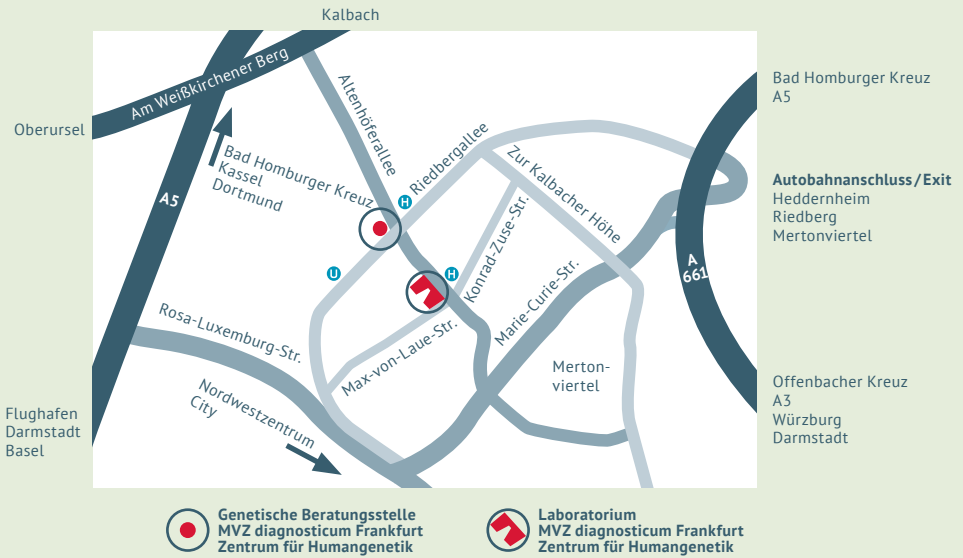 Kalbach
Am Weißkirchener Berg
Oberursel
Altenhöferallee
Riedbergallee
Bad Homburger Kreuz
A5
Bad Homburger Kreuz
Kassel
Dortmund
Zur Kalbacher Höhe
A5
Autobahnanschluss/Exit
Heddernheim
Riedberg
Mertonviertel
H
U
H
Konrad-Zuse-Str.
Marie-Curie-Str.
A
661
Rosa-Luxemburg-Str.
Max-von-Laue-Str.
Merton-
viertel
Nordwestzentrum
City
Offenbacher Kreuz
A3
Würzburg
Darmstadt
Flughafen
Darmstadt
Basel
Genetische Beratungsstelle
MVZ diagnosticum Frankfurt
Zentrum für Humangenetik
Laboratorium
MVZ diagnosticum Frankfurt
Zentrum für Humangenetik